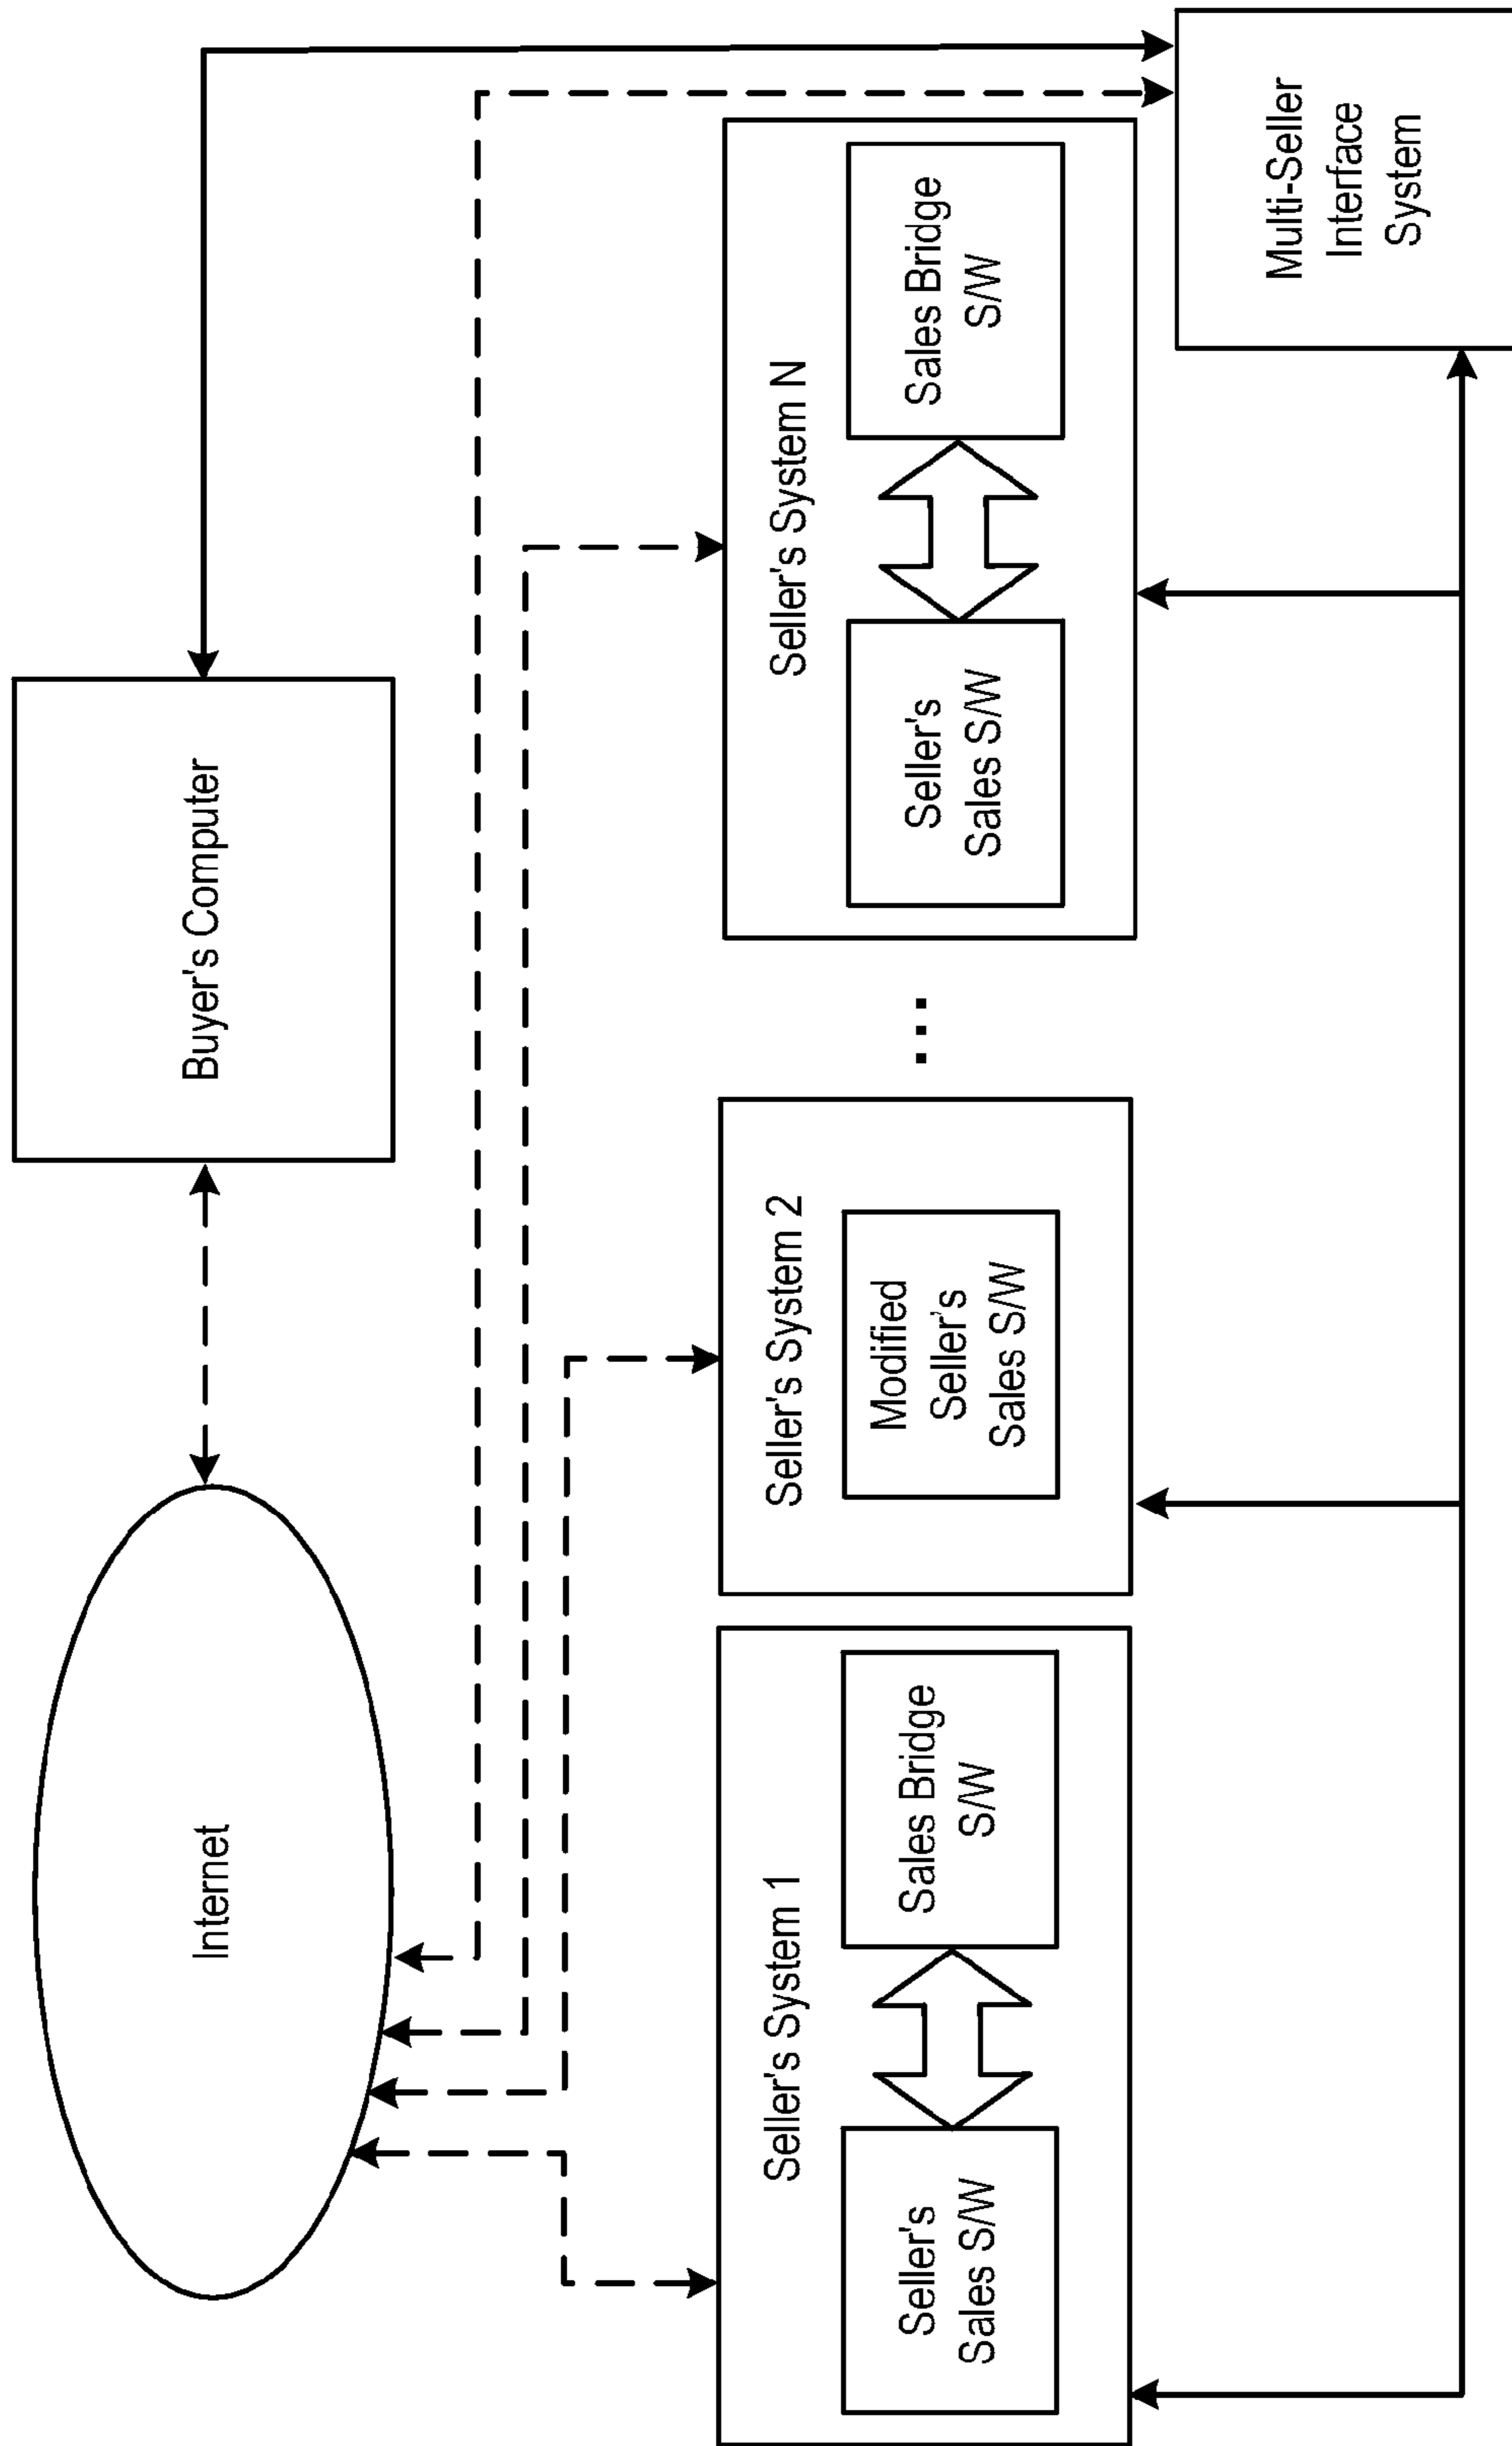 Internet
Buyer's Computer
Seller's System 1
Seller's
Sales S/W
Sales Bridge
S/W
Seller's System 2
Modified
Seller's
Sales S/W
...
Seller's System N
Seller's
Sales S/W
Sales Bridge
S/W
Multi-Seller
Interface
System